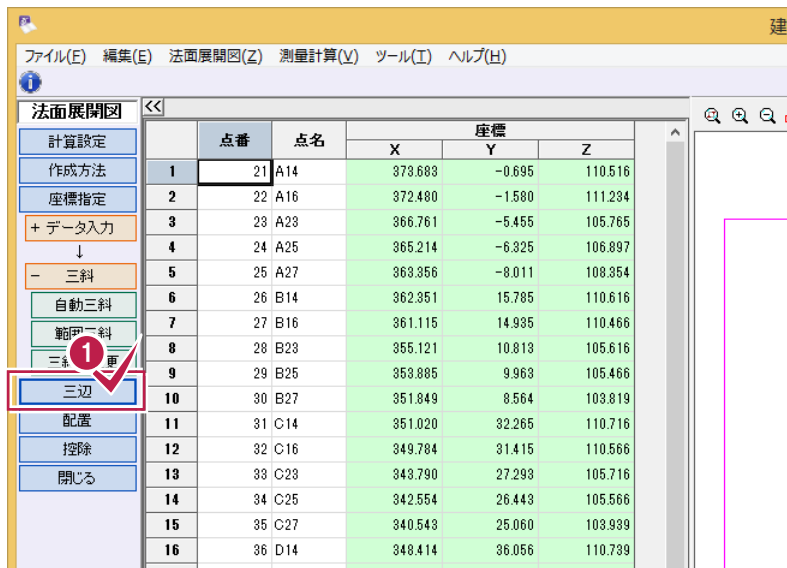 建
ファイル(F) 編集(E) 法面展開図(Z) 測量計算(V) ツール(T) ヘルプ(H)
法面展開図
計算設定
作成方法
座標指定
+ データ入力
↓
- 三斜
自動三斜
範囲三斜
三斜 更
1
三辺
配置
控除
閉じる
<<
点番 点名 座標
X Y Z
1 21 A14 373.683 -0.695 110.516
2 22 A16 372.480 -1.580 111.234
3 23 A23 366.761 -5.455 105.765
4 24 A25 365.214 -6.325 106.897
5 25 A27 363.356 -8.011 108.354
6 26 B14 362.351 15.785 110.616
7 27 B16 361.115 14.935 110.466
8 28 B23 355.121 10.813 105.616
9 29 B25 353.885 9.963 105.466
10 30 B27 351.849 8.564 103.819
11 31 C14 351.020 32.265 110.716
12 32 C16 349.784 31.415 110.566
13 33 C23 343.790 27.293 105.716
14 34 C25 342.554 26.443 105.566
15 35 C27 340.543 25.060 103.939
16 36 D14 348.414 36.056 110.739